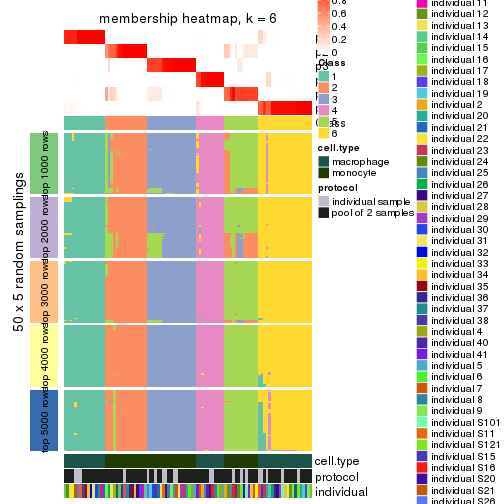 membership heatmap, k = 6
50 x 5 random samplings
top 1000 rows
top 2000 rows
top 3000 rows
top 4000 rows
top 5000 rows
0.8
0.6
0.4
0.2
0
Class
1
2
3
4
5
6
cell.type
macrophage
monocyte
protocol
individual sample
pool of 2 samples
cell.type
protocol
individual
individual 11
individual 12
individual 13
individual 14
individual 15
individual 16
individual 17
individual 18
individual 19
individual 2
individual 20
individual 21
individual 22
individual 23
individual 24
individual 25
individual 26
individual 27
individual 28
individual 29
individual 30
individual 31
individual 32
individual 33
individual 34
individual 35
individual 36
individual 37
individual 38
individual 4
individual 40
individual 41
individual 5
individual 6
individual 7
individual 8
individual 9
individual S101
individual S11
individual S121
individual S15
individual S16
individual S20
individual S22
individual S26